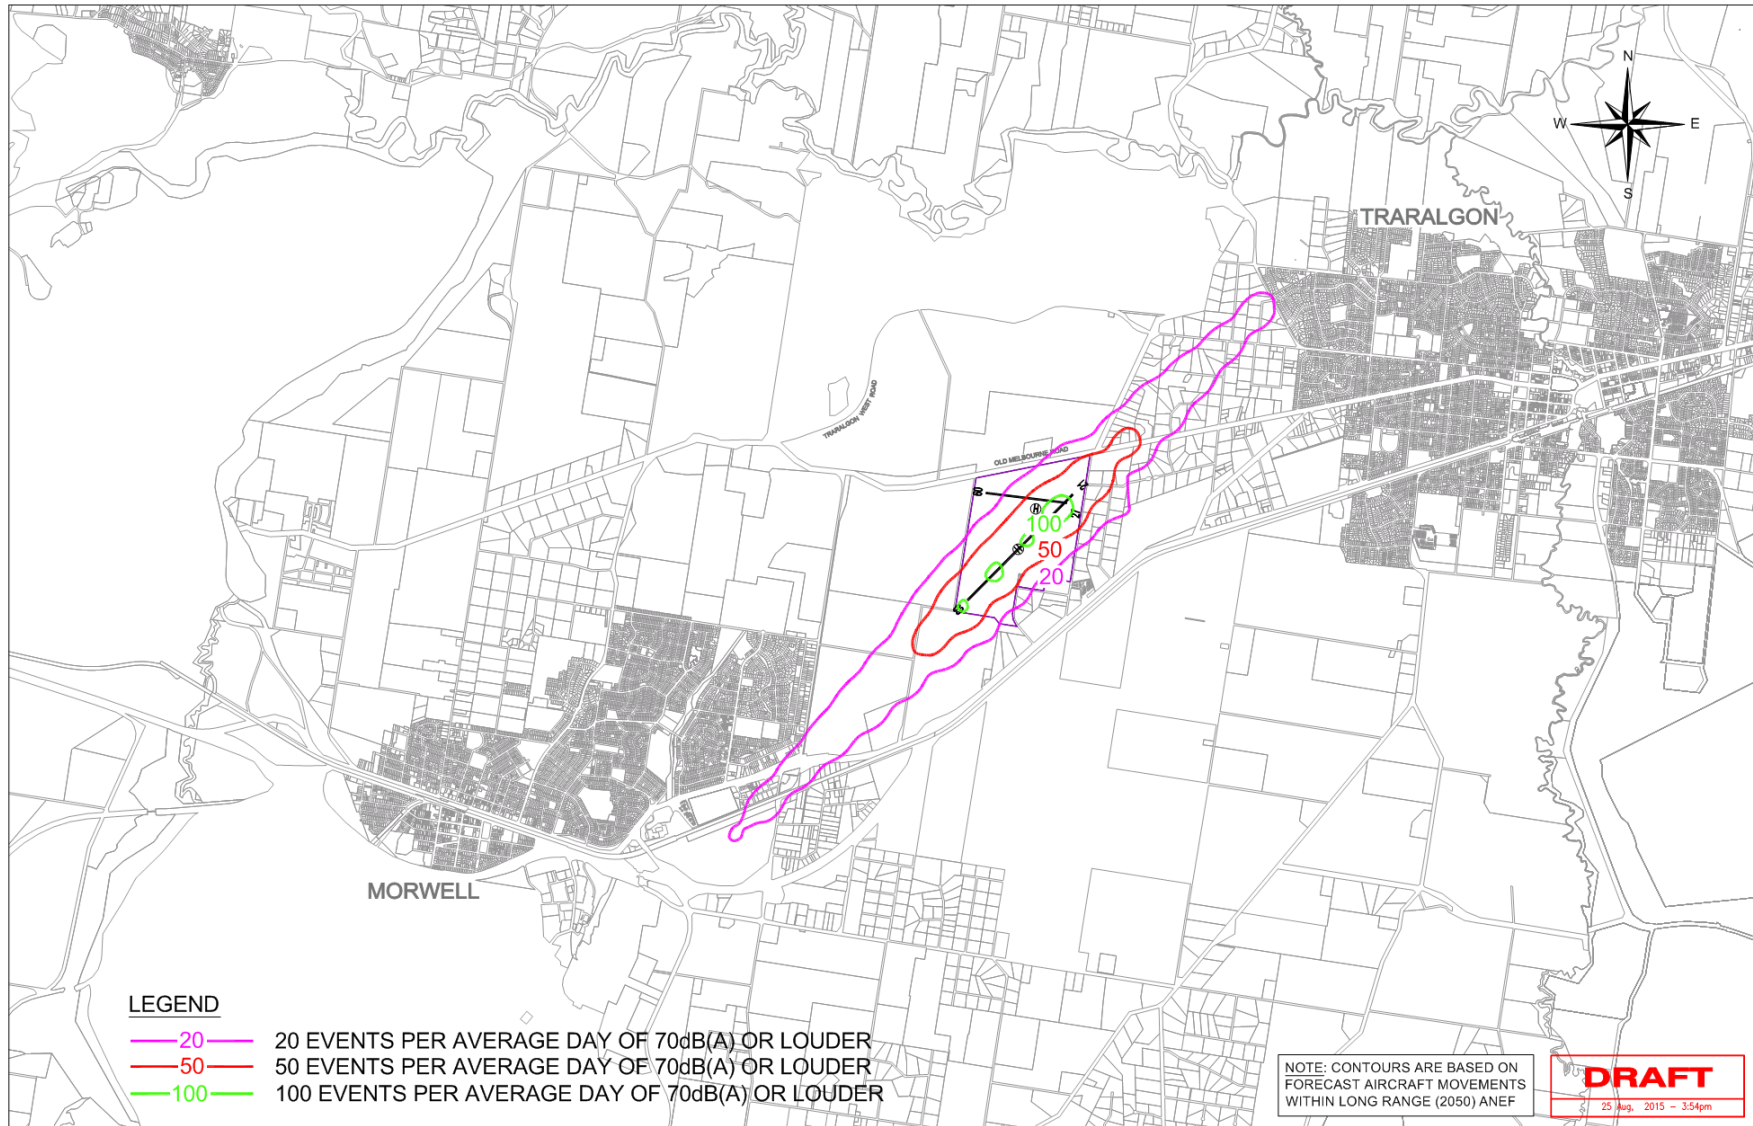 N
W E
S
TRARALGON
TRARALGON WEST ROAD
OLD MELBOURNE ROAD
09
21
27
H
100
50
20
MORWELL
LEGEND
20 20 EVENTS PER AVERAGE DAY OF 70dB(A) OR LOUDER
50 50 EVENTS PER AVERAGE DAY OF 70dB(A) OR LOUDER
100 100 EVENTS PER AVERAGE DAY OF 70dB(A) OR LOUDER
NOTE: CONTOURS ARE BASED ON
FORECAST AIRCRAFT MOVEMENTS
WITHIN LONG RANGE (2050) ANEF
DRAFT
25 Aug, 2015 - 3:54pm